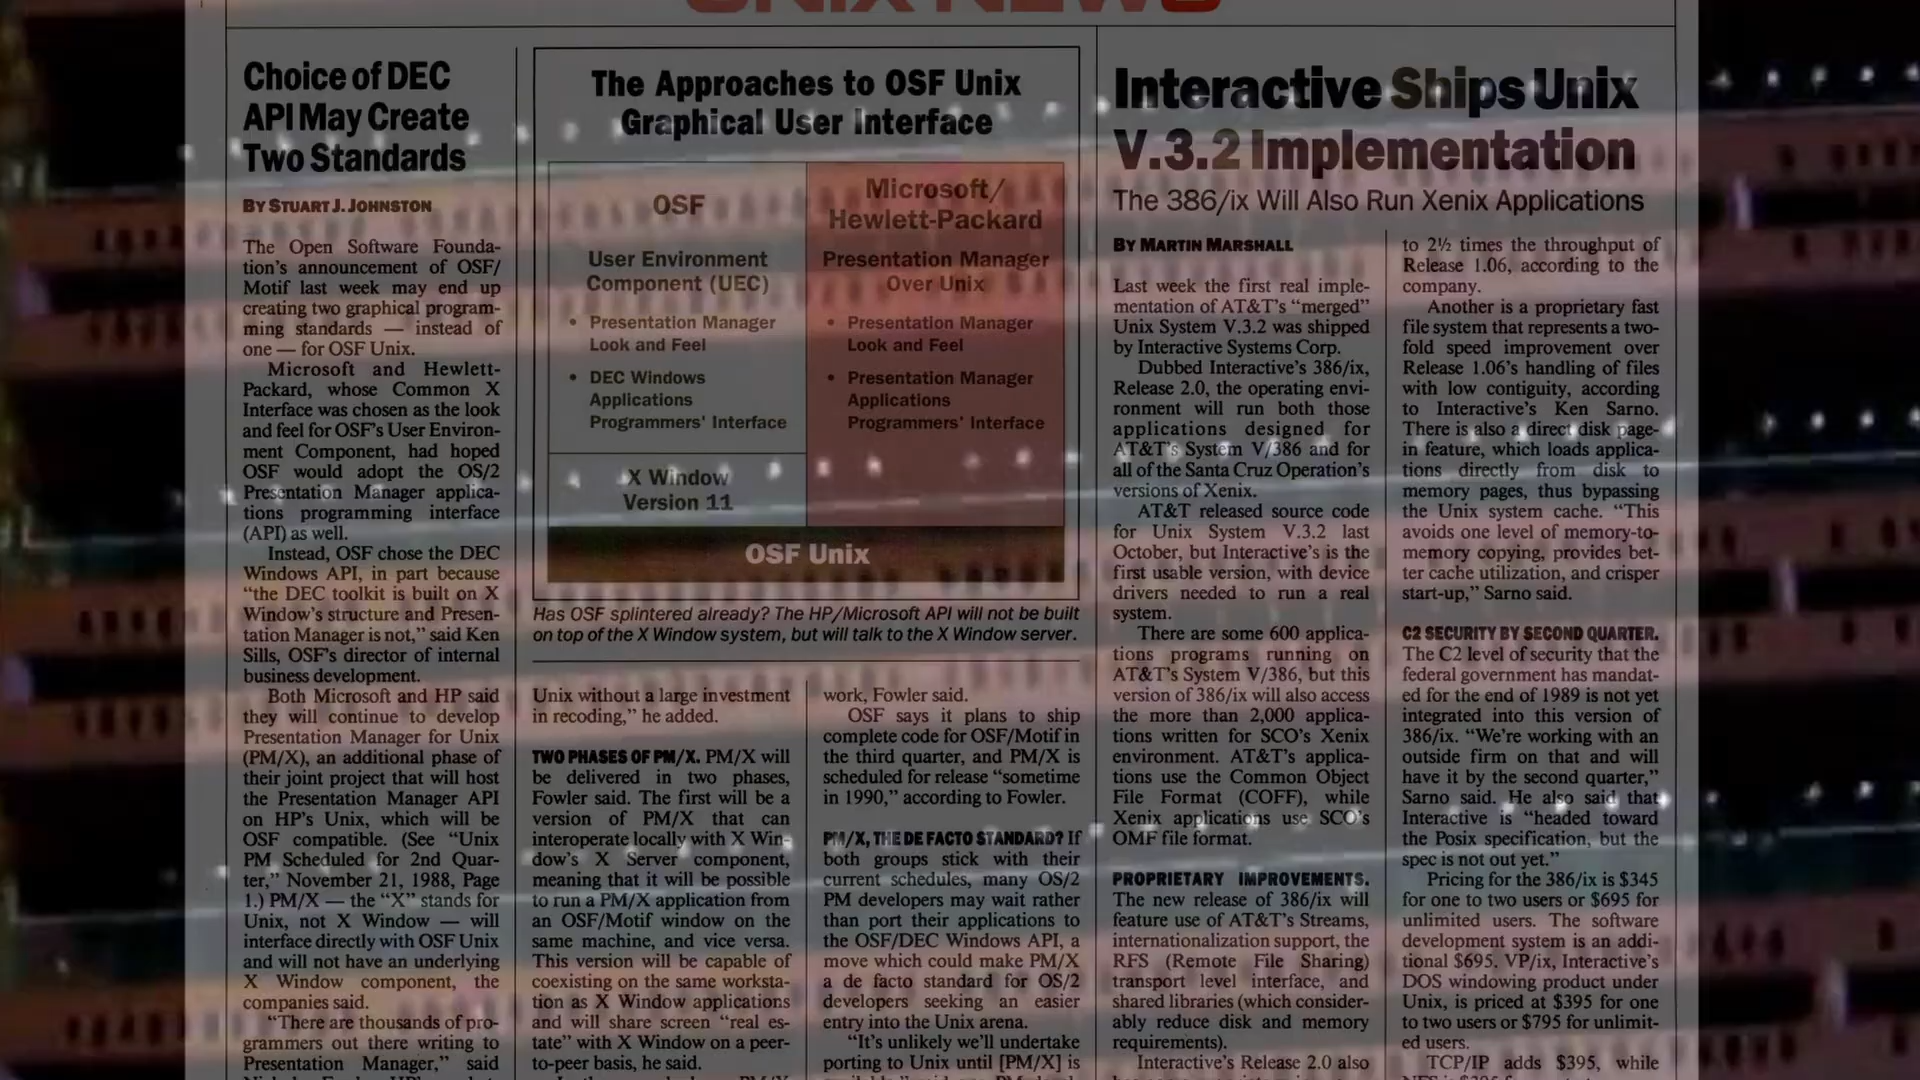 UNIX NEWS
Choice of DEC
API May Create
Two Standards
BY STUART J. JOHNSTON
The Open Software Founda-
tion's announcement of OSF/
Motif last week may end up
creating two graphical program-
ming standards — instead of
one — for OSF Unix.
Microsoft and Hewlett-
Packard, whose Common X
Interface was chosen as the look
and feel for OSF's User Environ-
ment Component, had hoped
OSF would adopt the OS/2
Presentation Manager applica-
tions programming interface
(API) as well.
Instead, OSF chose the DEC
Windows API, in part because
“the DEC toolkit is built on X
Window's structure and Presen-
tation Manager is not,” said Ken
Sills, OSF's director of internal
business development.
Both Microsoft and HP said
they will continue to develop
Presentation Manager for Unix
(PM/X), an additional phase of
their joint project that will host
the Presentation Manager API
on HP's Unix, which will be
OSF compatible. (See “Unix
PM Scheduled for 2nd Quar-
ter,” November 21, 1988, Page
1.) PM/X — the “X” stands for
Unix, not X Window — will
interface directly with OSF Unix
and will not have an underlying
X Window component, the
companies said.
“There are thousands of pro-
grammers out there writing to
Presentation Manager,” said
The Approaches to OSF Unix
Graphical User Interface
OSF
User Environment
Component (UEC)
• Presentation Manager
Look and Feel
• DEC Windows
Applications
Programmers' Interface
X Window
Version 11
Microsoft/
Hewlett-Packard
Presentation Manager
Over Unix
• Presentation Manager
Look and Feel
• Presentation Manager
Applications
Programmers' Interface
OSF Unix
Has OSF splintered already? The HP/Microsoft API will not be built
on top of the X Window system, but will talk to the X Window server.
Unix without a large investment
in recoding,” he added.
TWO PHASES OF PM/X. PM/X will
be delivered in two phases,
Fowler said. The first will be a
version of PM/X that can
interoperate locally with X Win-
dow's X Server component,
meaning that it will be possible
to run a PM/X application from
an OSF/Motif window on the
same machine, and vice versa.
This version will be capable of
coexisting on the same worksta-
tion as X Window applications
and will share screen “real es-
tate” with X Window on a peer-
to-peer basis, he said.
work, Fowler said.
OSF says it plans to ship
complete code for OSF/Motif in
the third quarter, and PM/X is
scheduled for release “sometime
in 1990,” according to Fowler.
PM/X, THE DE FACTO STANDARD? If
both groups stick with their
current schedules, many OS/2
PM developers may wait rather
than port their applications to
the OSF/DEC Windows API, a
move which could make PM/X
a de facto standard for OS/2
developers seeking an easier
entry into the Unix arena.
“It's unlikely we'll undertake
porting to Unix until [PM/X] is
Interactive Ships Unix
V.3.2 Implementation
The 386/ix Will Also Run Xenix Applications
BY MARTIN MARSHALL
Last week the first real imple-
mentation of AT&T's “merged”
Unix System V.3.2 was shipped
by Interactive Systems Corp.
Dubbed Interactive's 386/ix,
Release 2.0, the operating envi-
ronment will run both those
applications designed for
AT&T's System V/386 and for
all of the Santa Cruz Operation's
versions of Xenix.
AT&T released source code
for Unix System V.3.2 last
October, but Interactive's is the
first usable version, with device
drivers needed to run a real
system.
There are some 600 applica-
tions programs running on
AT&T's System V/386, but this
version of 386/ix will also access
the more than 2,000 applica-
tions written for SCO's Xenix
environment. AT&T's applica-
tions use the Common Object
File Format (COFF), while
Xenix applications use SCO's
OMF file format.
PROPRIETARY IMPROVEMENTS.
The new release of 386/ix will
feature use of AT&T's Streams,
internationalization support, the
RFS (Remote File Sharing)
transport level interface, and
shared libraries (which consider-
ably reduce disk and memory
requirements).
Interactive's Release 2.0 also
to 2½ times the throughput of
Release 1.06, according to the
company.
Another is a proprietary fast
file system that represents a two-
fold speed improvement over
Release 1.06's handling of files
with low contiguity, according
to Interactive's Ken Sarno.
There is also a direct disk page-
in feature, which loads applica-
tions directly from disk to
memory pages, thus bypassing
the Unix system cache. “This
avoids one level of memory-to-
memory copying, provides bet-
ter cache utilization, and crisper
start-up,” Sarno said.
C2 SECURITY BY SECOND QUARTER.
The C2 level of security that the
federal government has mandat-
ed for the end of 1989 is not yet
integrated into this version of
386/ix. “We're working with an
outside firm on that and will
have it by the second quarter,”
Sarno said. He also said that
Interactive is “headed toward
the Posix specification, but the
spec is not out yet.”
Pricing for the 386/ix is $345
for one to two users or $695 for
unlimited users. The software
development system is an addi-
tional $695. VP/ix, Interactive's
DOS windowing product under
Unix, is priced at $395 for one
to two users or $795 for unlimit-
ed users.
TCP/IP adds $395, while